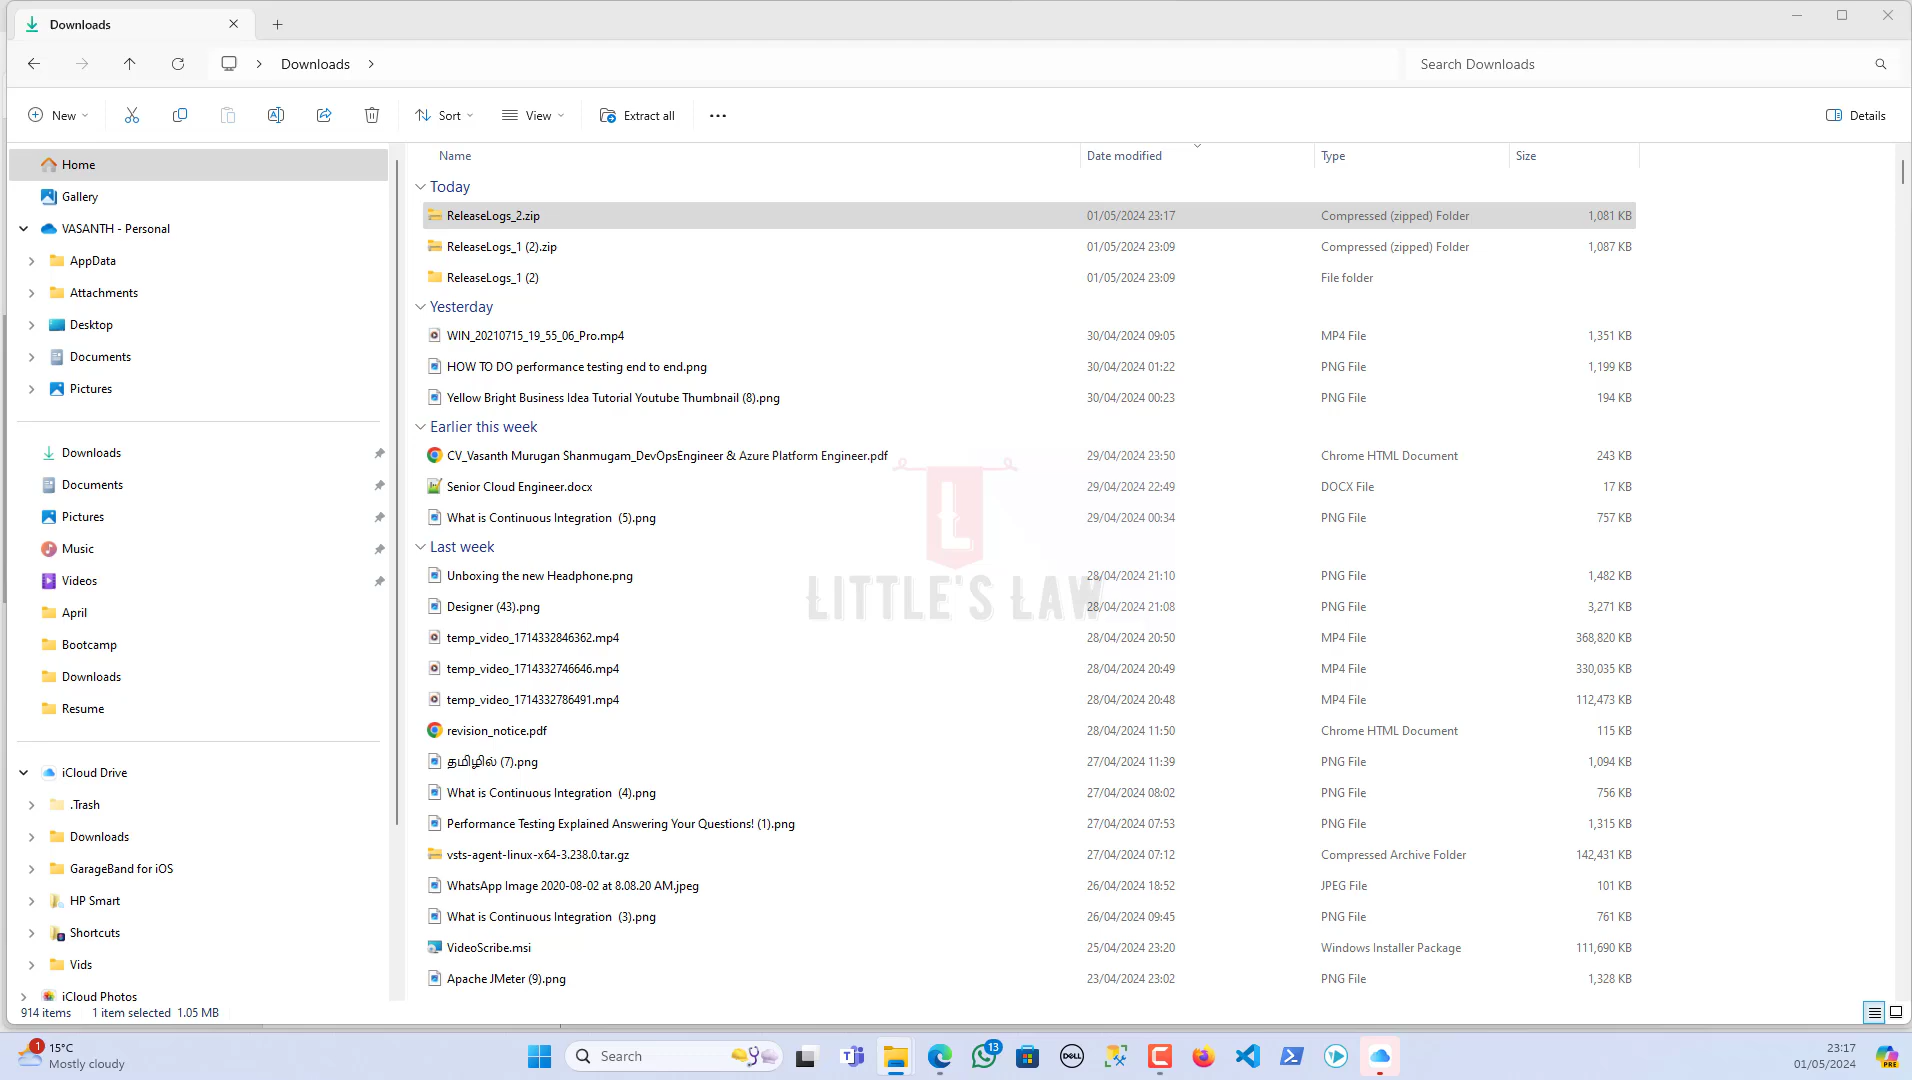 Downloads
Downloads
Search Downloads
New
Sort
View
Extract all
Details
Home
Gallery
VASANTH - Personal
AppData
Attachments
Desktop
Documents
Pictures
Downloads
Documents
Pictures
Music
Videos
April
Bootcamp
Downloads
Resume
iCloud Drive
.Trash
Downloads
GarageBand for iOS
HP Smart
Shortcuts
Vids
iCloud Photos
Name Date modified Type Size
Today
ReleaseLogs_2.zip 01/05/2024 23:17 Compressed (zipped) Folder 1,081 KB
ReleaseLogs_1 (2).zip 01/05/2024 23:09 Compressed (zipped) Folder 1,087 KB
ReleaseLogs_1 (2) 01/05/2024 23:09 File folder
Yesterday
WIN_20210715_19_55_06_Pro.mp4 30/04/2024 09:05 MP4 File 1,351 KB
HOW TO DO performance testing end to end.png 30/04/2024 01:22 PNG File 1,199 KB
Yellow Bright Business Idea Tutorial Youtube Thumbnail (8).png 30/04/2024 00:23 PNG File 194 KB
Earlier this week
CV_Vasanth Murugan Shanmugam_DevOpsEngineer & Azure Platform Engineer.pdf 29/04/2024 23:50 Chrome HTML Document 243 KB
Senior Cloud Engineer.docx 29/04/2024 22:49 DOCX File 17 KB
What is Continuous Integration (5).png 29/04/2024 00:34 PNG File 757 KB
Last week
Unboxing the new Headphone.png 28/04/2024 21:10 PNG File 1,482 KB
Designer (43).png 28/04/2024 21:08 PNG File 3,271 KB
temp_video_1714332846362.mp4 28/04/2024 20:50 MP4 File 368,820 KB
temp_video_1714332746646.mp4 28/04/2024 20:49 MP4 File 330,035 KB
temp_video_1714332786491.mp4 28/04/2024 20:48 MP4 File 112,473 KB
revision_notice.pdf 28/04/2024 11:50 Chrome HTML Document 115 KB
தமிழில் (7).png 27/04/2024 11:39 PNG File 1,094 KB
What is Continuous Integration (4).png 27/04/2024 08:02 PNG File 756 KB
Performance Testing Explained Answering Your Questions! (1).png 27/04/2024 07:53 PNG File 1,315 KB
vsts-agent-linux-x64-3.238.0.tar.gz 27/04/2024 07:12 Compressed Archive Folder 142,431 KB
WhatsApp Image 2020-08-02 at 8.08.20 AM.jpeg 26/04/2024 18:52 JPEG File 101 KB
What is Continuous Integration (3).png 26/04/2024 09:45 PNG File 761 KB
VideoScribe.msi 25/04/2024 23:20 Windows Installer Package 111,690 KB
Apache JMeter (9).png 23/04/2024 23:02 PNG File 1,328 KB
L
LITTLE'S LAW
914 items 1 item selected 1.05 MB
1
15°C
Mostly cloudy
Search
13
DELL
23:17
01/05/2024
PRE